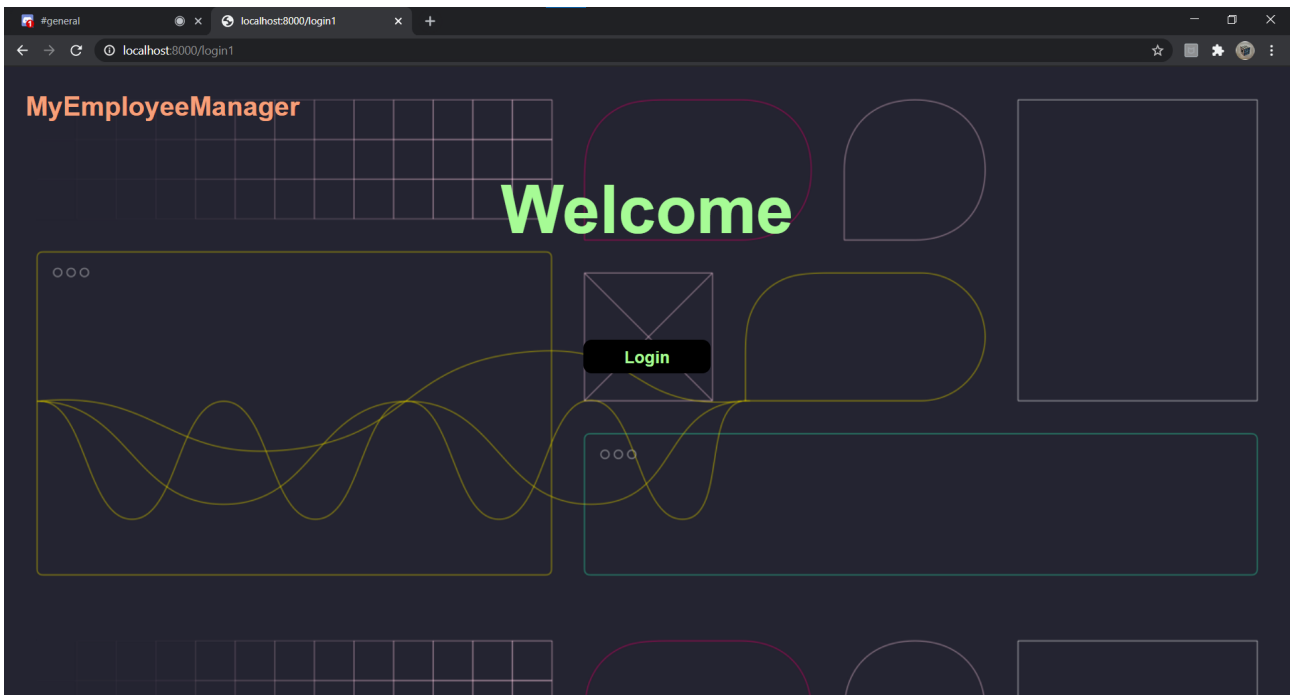 #general
localhost:8000/login1
localhost:8000/login1
MyEmployeeManager
Welcome
Login